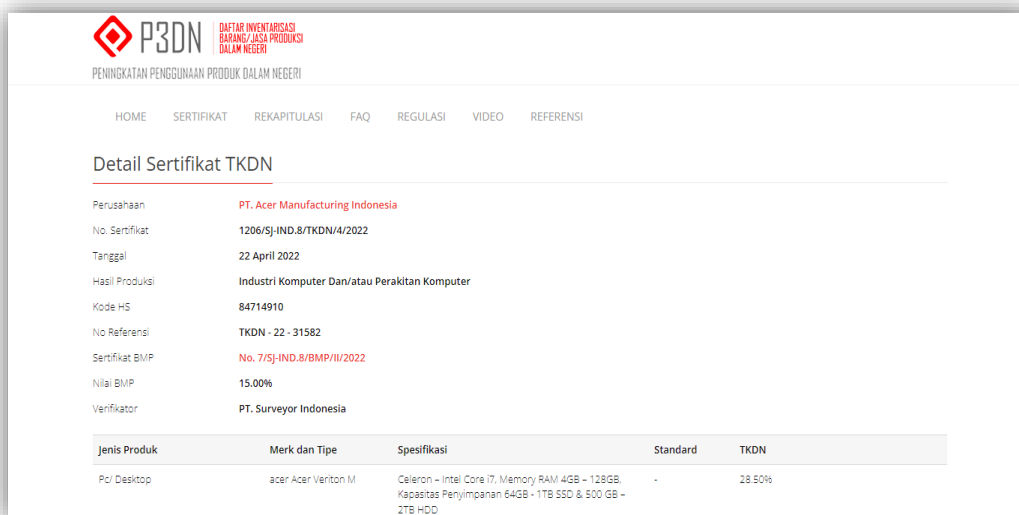 P3DN
DAFTAR INVENTARISASI
BARANG/JASA PRODUKSI
DALAM NEGERI
PENINGKATAN PENGGUNAAN PRODUK DALAM NEGERI
HOME SERTIFIKAT REKAPITULASI FAQ REGULASI VIDEO REFERENSI
Detail Sertifikat TKDN
Perusahaan PT. Acer Manufacturing Indonesia
No. Sertifikat 1206/SJ-IND.8/TKDN/4/2022
Tanggal 22 April 2022
Hasil Produksi Industri Komputer Dan/atau Perakitan Komputer
Kode HS 84714910
No Referensi TKDN - 22 - 31582
Sertifikat BMP No. 7/SJ-IND.8/BMP/II/2022
Nilai BMP 15.00%
Verifikator PT. Surveyor Indonesia
Jenis Produk Merk dan Tipe Spesifikasi Standard TKDN
Pc/ Desktop acer Acer Veriton M Celeron – Intel Core i7, Memory RAM 4GB – 128GB, - 28.50%
Kapasitas Penyimpanan 64GB - 1TB SSD & 500 GB –
2TB HDD